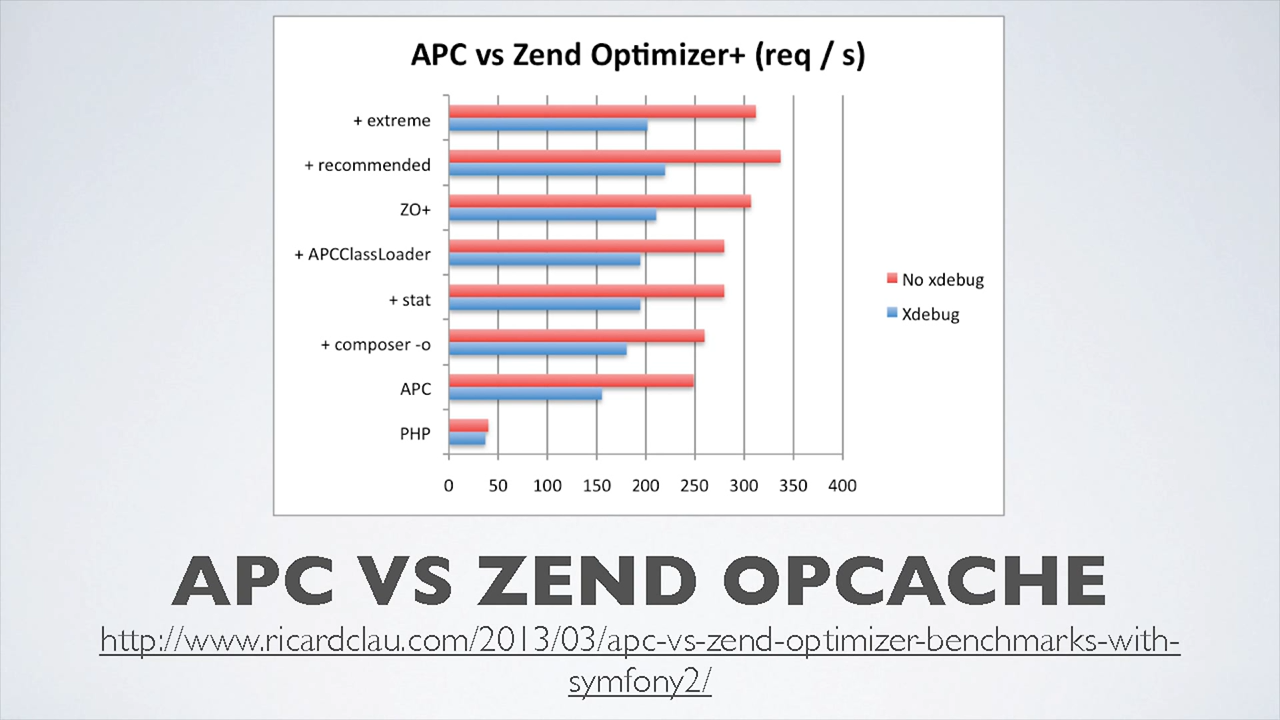 APC vs Zend Optimizer+ (req / s)
+ extreme
+ recommended
ZO+
+ APCClassLoader
+ stat
+ composer -o
APC
PHP
No xdebug
Xdebug
0 50 100 150 200 250 300 350 400
APC VS ZEND OPCACHE
http://www.ricardclau.com/2013/03/apc-vs-zend-optimizer-benchmarks-with-
symfony2/